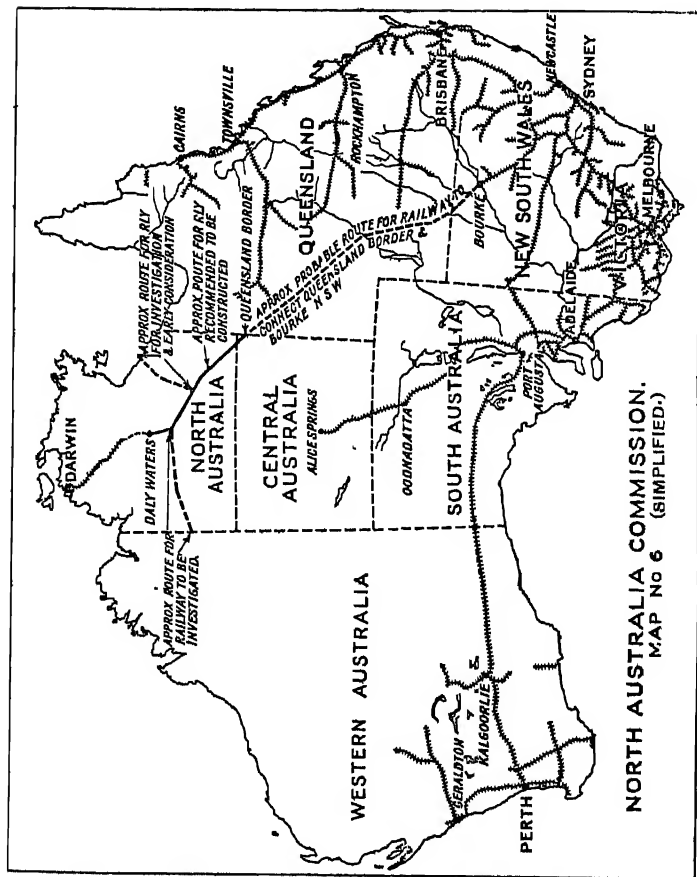 DARWIN
DALY WATERS
APPROX ROUTE FOR
RAILWAY TO BE
INVESTIGATED.
NORTH
AUSTRALIA
APPROX ROUTE FOR RLY
FOR INVESTIGATION
& EARLY CONSIDERATION
APPROX ROUTE FOR RLY
RECOMMENDED TO BE
CONSTRUCTED
QUEENSLAND BORDER
CAIRNS
TOWNSVILLE
QUEENSLAND
ROCKHAMPTON
APPROX PROBABLE ROUTE FOR RAILWAY TO
CONNECT QUEENSLAND BORDER &
BOURKE N S W
CENTRAL
AUSTRALIA
ALICE SPRINGS
BRISBANE
WESTERN AUSTRALIA
OODNADATTA
SOUTH AUSTRALIA
BOURKE
NEW SOUTH WALES
NEWCASTLE
SYDNEY
GERALDTON
KALGOORLIE
PERTH
PORT
AUGUSTA
ADELAIDE
VICTORIA
MELBOURNE
NORTH AUSTRALIA COMMISSION.
MAP No 6 (SIMPLIFIED.)